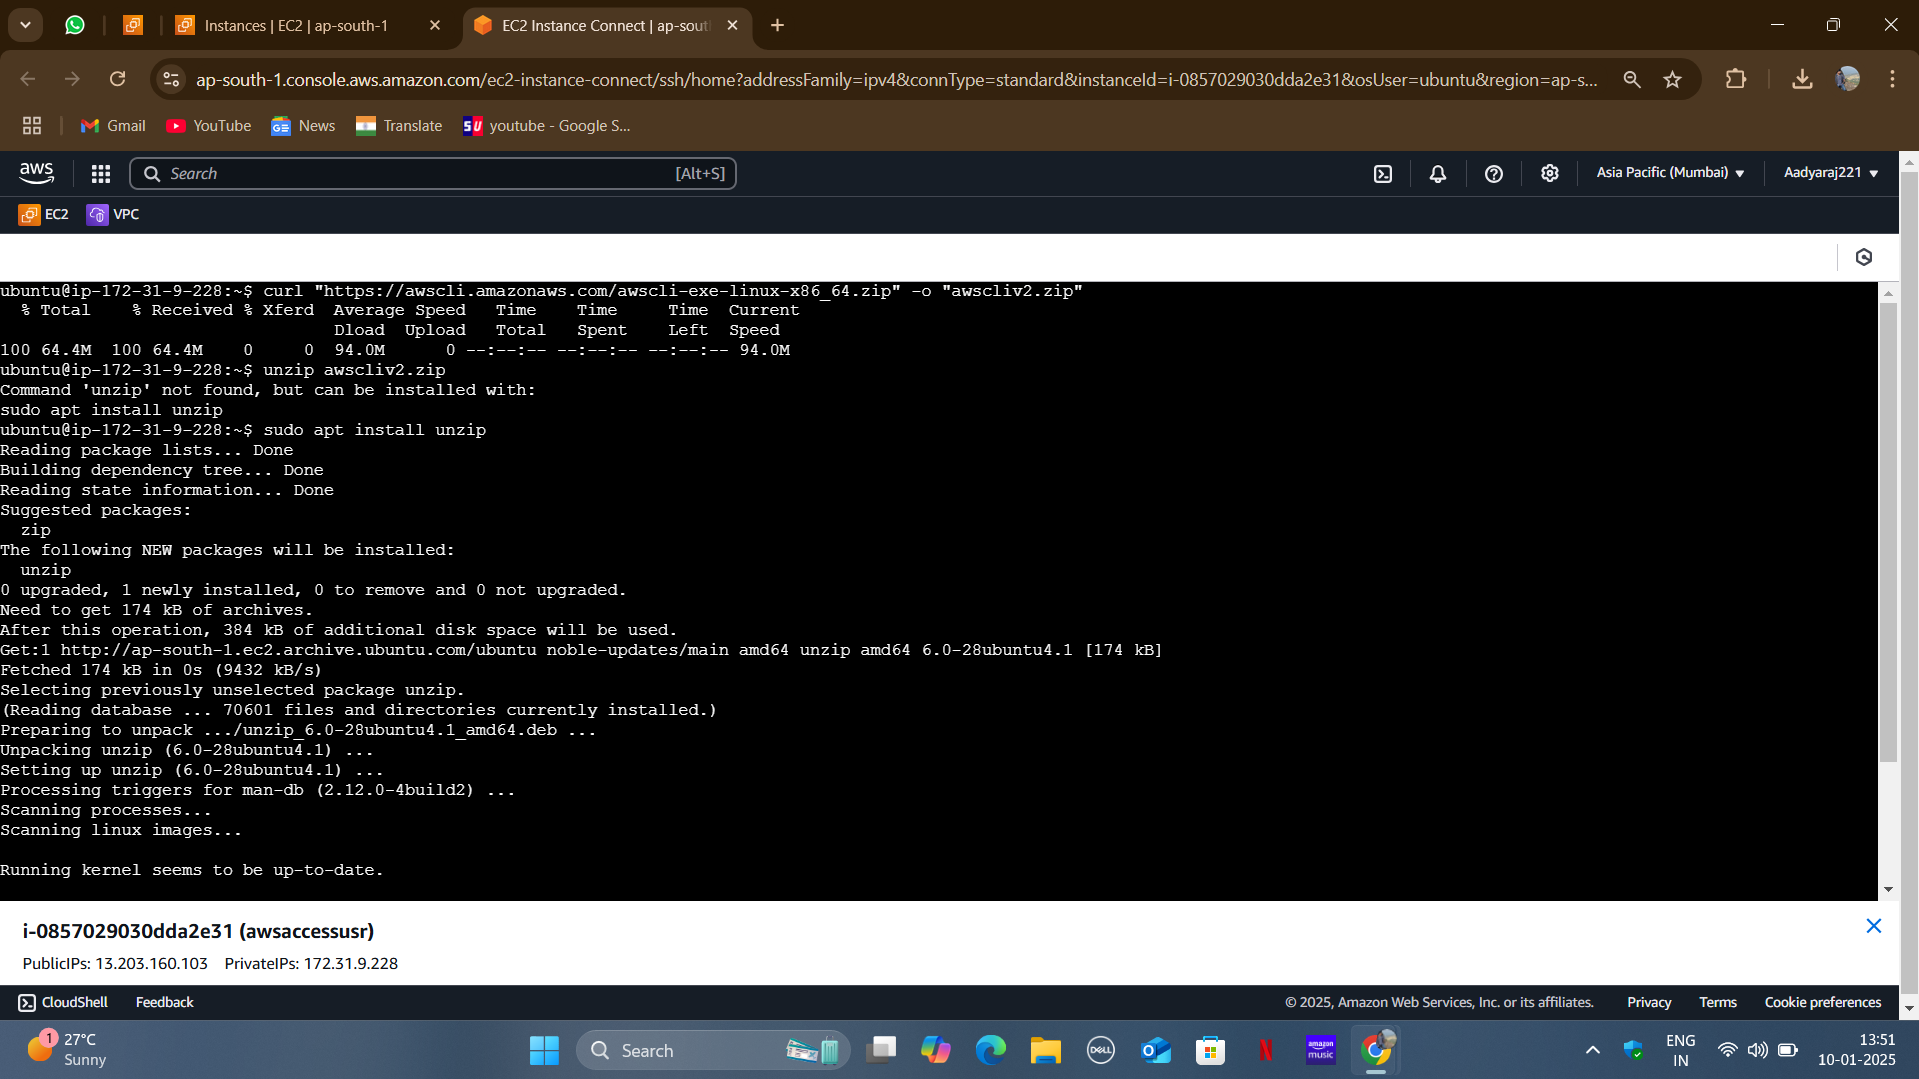 Instances | EC2 | ap-south-1
EC2 Instance Connect | ap-sout
ap-south-1.console.aws.amazon.com/ec2-instance-connect/ssh/home?addressFamily=ipv4&connType=standard&instanceId=i-0857029030dda2e31&osUser=ubuntu&region=ap-s...
Gmail YouTube News Translate youtube - Google S...
aws Search [Alt+S] Asia Pacific (Mumbai) Aadyaraj221
EC2 VPC
ubuntu@ip-172-31-9-228:~$ curl "https://awscli.amazonaws.com/awscli-exe-linux-x86_64.zip" -o "awscliv2.zip"
% Total % Received % Xferd Average Speed Time Time Time Current
Dload Upload Total Spent Left Speed
100 64.4M 100 64.4M 0 0 94.0M 0 --:--:-- --:--:-- --:--:-- 94.0M
ubuntu@ip-172-31-9-228:~$ unzip awscliv2.zip
Command 'unzip' not found, but can be installed with:
sudo apt install unzip
ubuntu@ip-172-31-9-228:~$ sudo apt install unzip
Reading package lists... Done
Building dependency tree... Done
Reading state information... Done
Suggested packages:
zip
The following NEW packages will be installed:
unzip
0 upgraded, 1 newly installed, 0 to remove and 0 not upgraded.
Need to get 174 kB of archives.
After this operation, 384 kB of additional disk space will be used.
Get:1 http://ap-south-1.ec2.archive.ubuntu.com/ubuntu noble-updates/main amd64 unzip amd64 6.0-28ubuntu4.1 [174 kB]
Fetched 174 kB in 0s (9432 kB/s)
Selecting previously unselected package unzip.
(Reading database ... 70601 files and directories currently installed.)
Preparing to unpack .../unzip_6.0-28ubuntu4.1_amd64.deb ...
Unpacking unzip (6.0-28ubuntu4.1) ...
Setting up unzip (6.0-28ubuntu4.1) ...
Processing triggers for man-db (2.12.0-4build2) ...
Scanning processes...
Scanning linux images...
Running kernel seems to be up-to-date.
i-0857029030dda2e31 (awsaccessusr)
PublicIPs: 13.203.160.103 PrivateIPs: 172.31.9.228
CloudShell Feedback © 2025, Amazon Web Services, Inc. or its affiliates. Privacy Terms Cookie preferences
1 27°C
Sunny
Search
DELL
amazon music
ENG
IN
13:51
10-01-2025